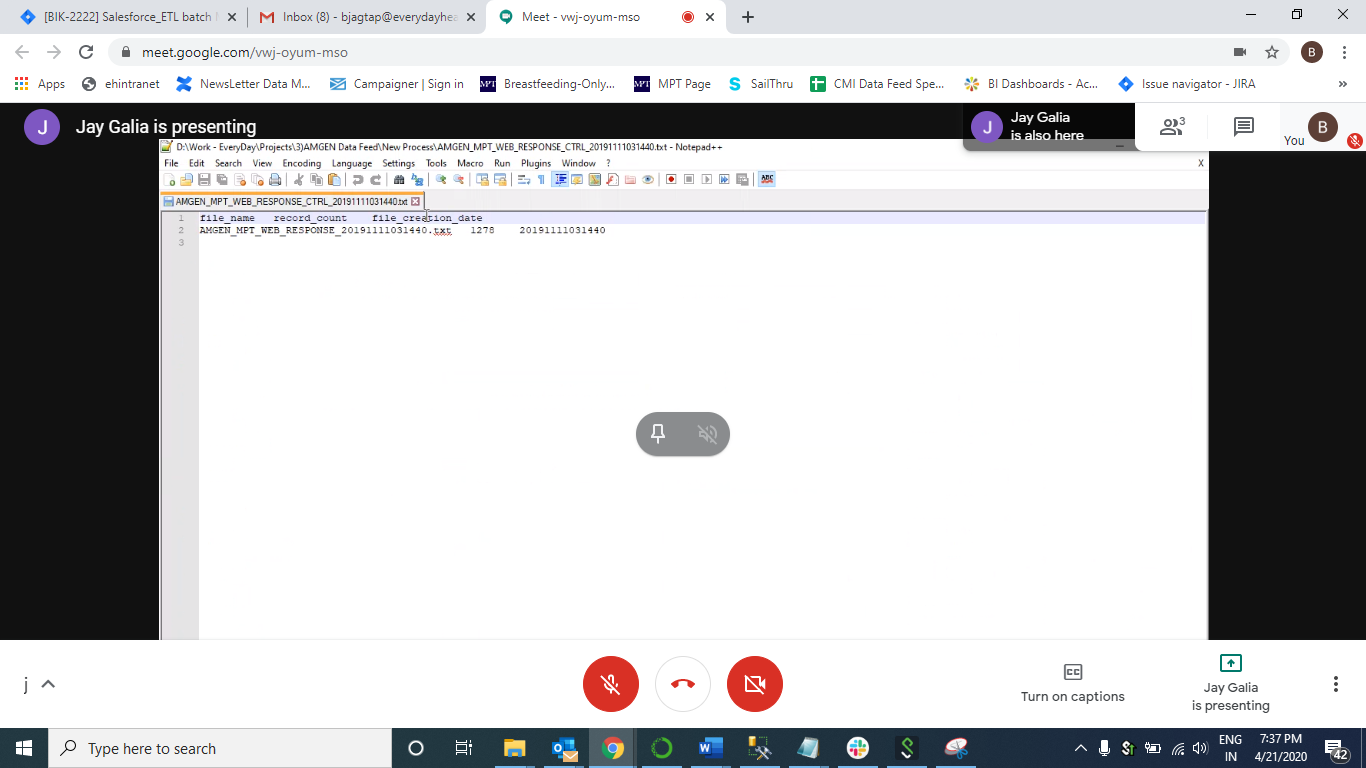 [BIK-2222] Salesforce_ETL batch
Inbox (8) - bjagtap@everydayhea
Meet - vwj-oyum-mso
meet.google.com/vwj-oyum-mso
B
Apps
ehintranet
NewsLetter Data M...
Campaigner | Sign in
MPT Breastfeeding-Only...
MPT MPT Page
S SailThru
CMI Data Feed Spe...
BI Dashboards - Ac...
Issue navigator - JIRA
»
J Jay Galia is presenting
J Jay Galia
is also here
3
You B
D:\Work - EveryDay\Projects\3)AMGEN Data Feed\New Process\AMGEN_MPT_WEB_RESPONSE_CTRL_20191111031440.txt - Notepad++
File Edit Search View Encoding Language Settings Tools Macro Run Plugins Window ? X
ABC
AMGEN_MPT_WEB_RESPONSE_CTRL_20191111031440.txt
1 file_name record_count file_creation_date
2 AMGEN_MPT_WEB_RESPONSE_20191111031440.txt 1278 20191111031440
3
j
CC
Turn on captions
Jay Galia
is presenting
Type here to search
ENG
IN
7:37 PM
4/21/2020
42